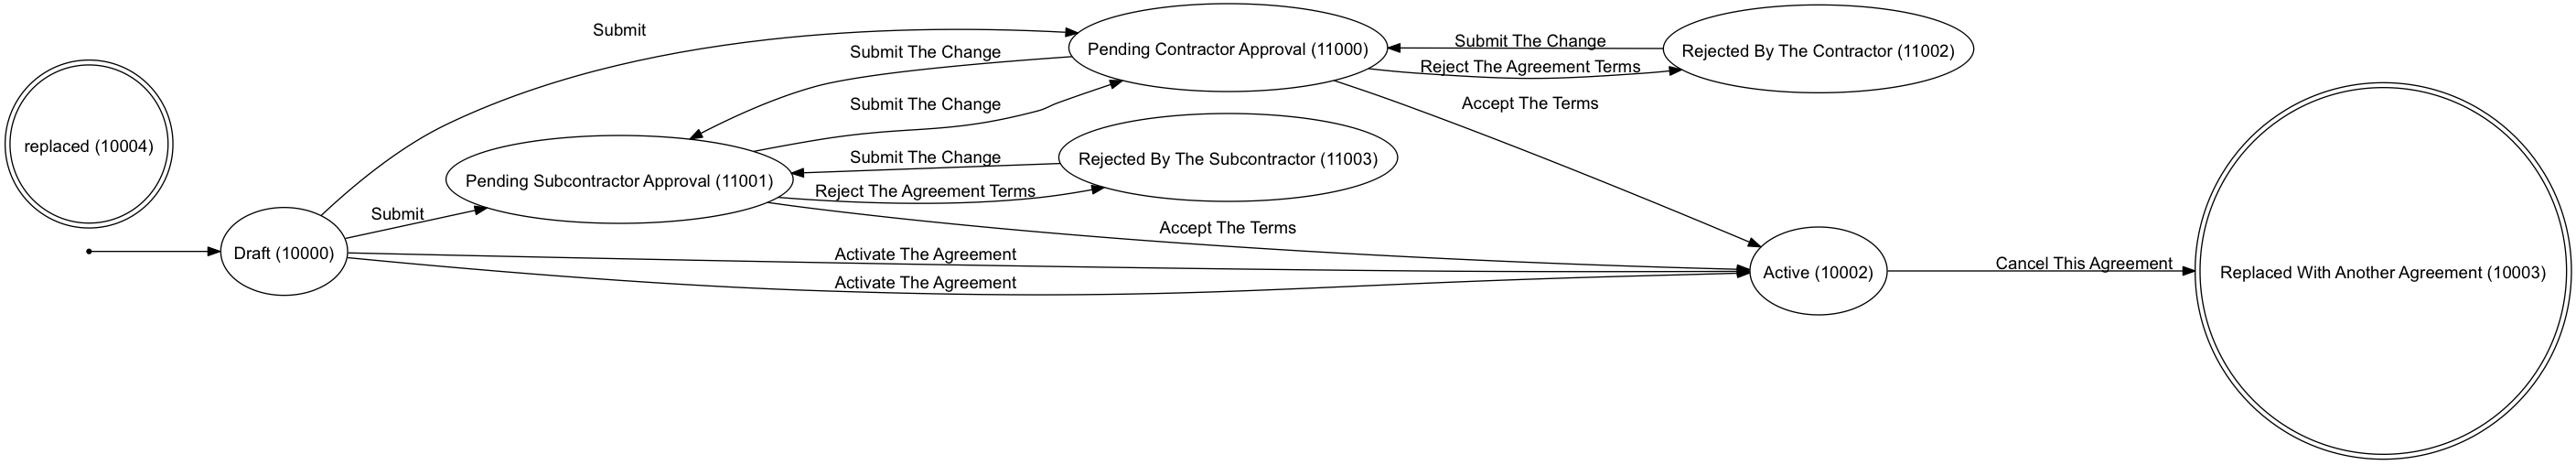 Submit
Pending Contractor Approval (11000)
Submit The Change
Rejected By The Contractor (11002)
Submit The Change
Reject The Agreement Terms
Submit The Change
Accept The Terms
replaced (10004)
Submit The Change
Rejected By The Subcontractor (11003)
Pending Subcontractor Approval (11001)
Reject The Agreement Terms
Submit
Accept The Terms
Draft (10000)
Activate The Agreement
Activate The Agreement
Active (10002)
Cancel This Agreement
Replaced With Another Agreement (10003)